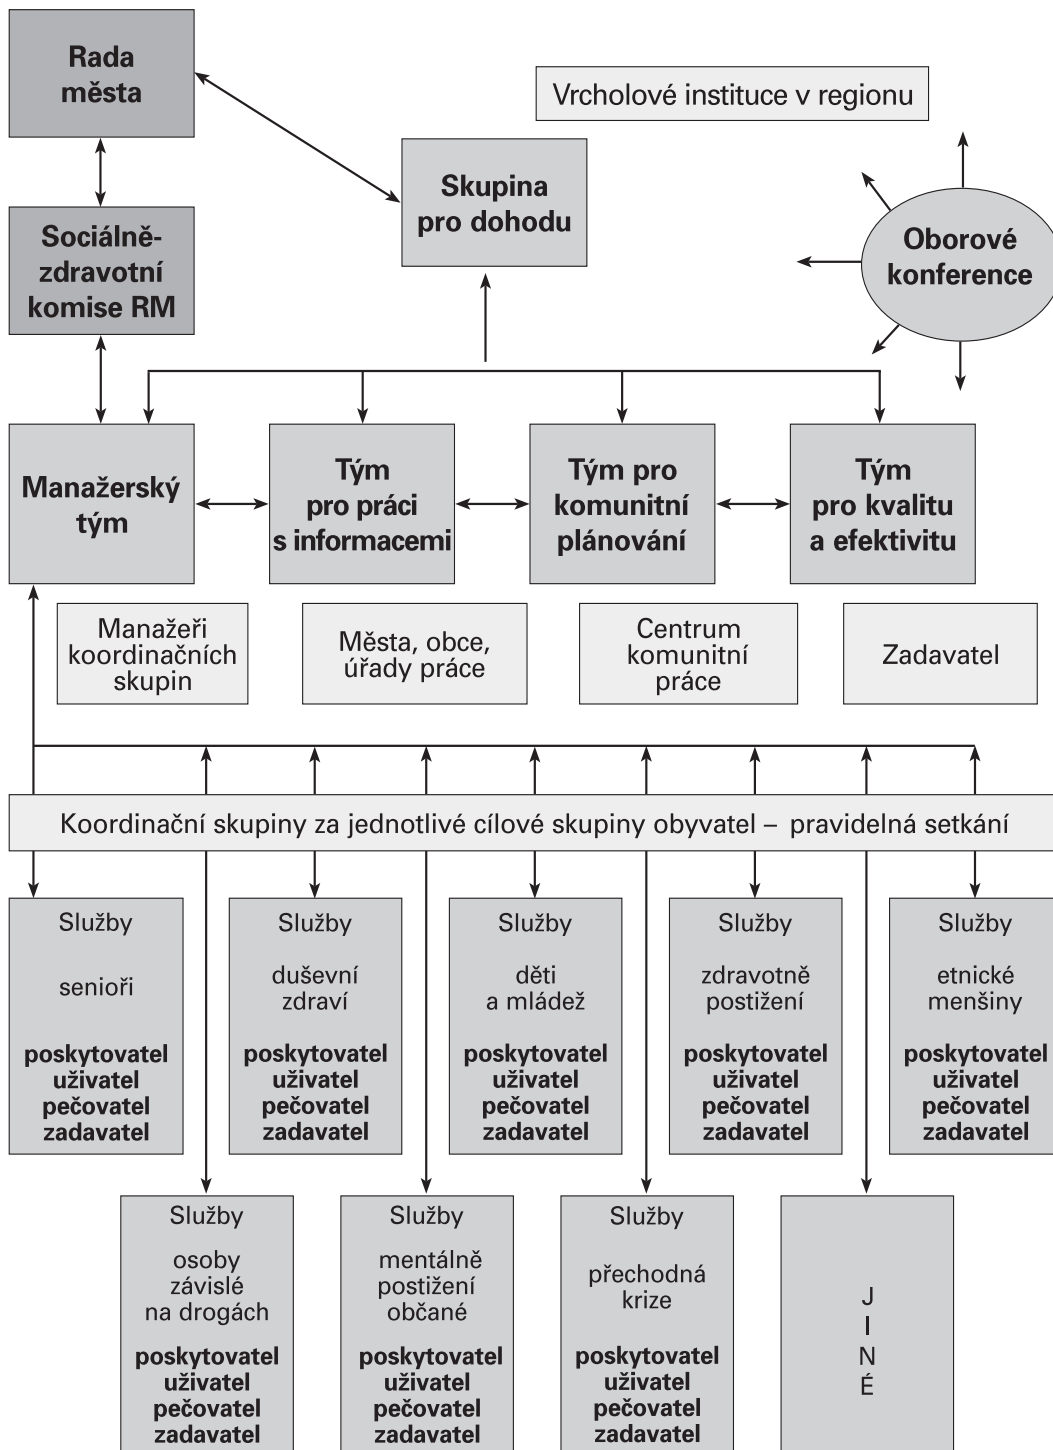 Rada
města
Vrcholové instituce v regionu
Skupina
pro dohodu
Sociálně-
zdravotní
komise RM
Oborové
konference
Manažerský
tým
Tým
pro práci
s informacemi
Tým pro
komunitní
plánování
Tým
pro kvalitu
a efektivitu
Manažeři
koordinačních
skupin
Města, obce,
úřady práce
Centrum
komunitní
práce
Zadavatel
Koordinační skupiny za jednotlivé cílové skupiny obyvatel – pravidelná setkání
Služby
senioři
poskytovatel
uživatel
pečovatel
zadavatel
Služby
duševní
zdraví
poskytovatel
uživatel
pečovatel
zadavatel
Služby
děti
a mládež
poskytovatel
uživatel
pečovatel
zadavatel
Služby
zdravotně
postižení
poskytovatel
uživatel
pečovatel
zadavatel
Služby
etnické
menšiny
poskytovatel
uživatel
pečovatel
zadavatel
Služby
osoby
závislé
na drogách
poskytovatel
uživatel
pečovatel
zadavatel
Služby
mentálně
postižení
občané
poskytovatel
uživatel
pečovatel
zadavatel
Služby
přechodná
krize
poskytovatel
uživatel
pečovatel
zadavatel
J
I
N
É